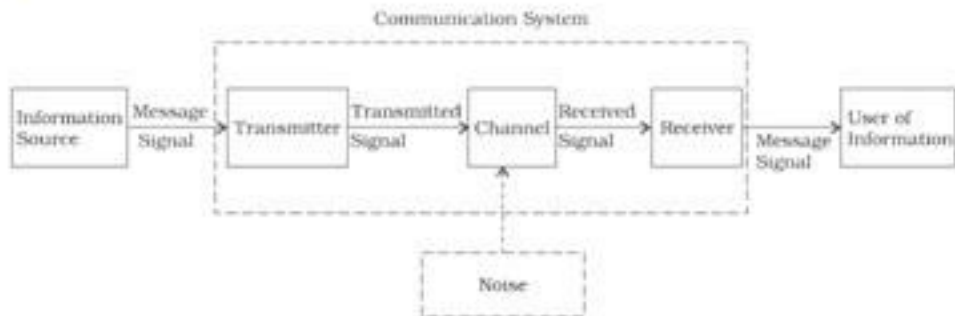 Communication System
Information
Source
Message
Signal
Transmitter
Transmitted
Signal
Channel
Received
Signal
Receiver
Message
Signal
User of
Information
Noise